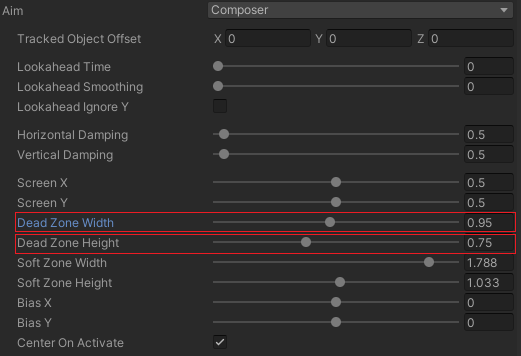 Aim Composer
Tracked Object Offset X 0 Y 0 Z 0
Lookahead Time 0
Lookahead Smoothing 0
Lookahead Ignore Y
Horizontal Damping 0.5
Vertical Damping 0.5
Screen X 0.5
Screen Y 0.5
Dead Zone Width 0.95
Dead Zone Height 0.75
Soft Zone Width 1.788
Soft Zone Height 1.033
Bias X 0
Bias Y 0
Center On Activate